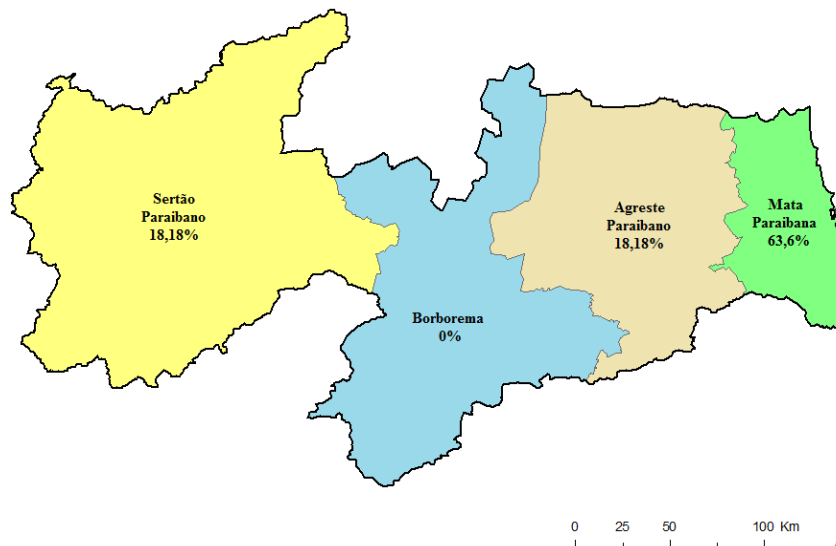 Sertão
Paraibano
18,18%
Borborema
0%
Agreste
Paraibano
18,18%
Mata
Paraibana
63,6%
0 25 50 100 Km